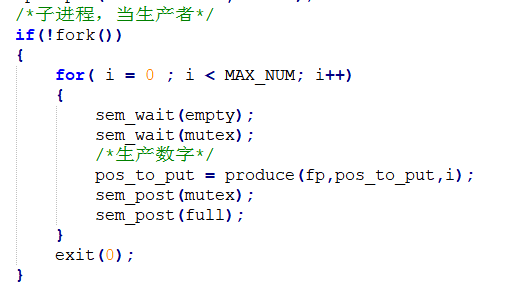 /*子进程，当生产者*/
if(!fork())
{
for( i = 0 ; i < MAX_NUM; i++)
{
sem_wait(empty);
sem_wait(mutex);
/*生产数字*/
pos_to_put = produce(fp,pos_to_put,i);
sem_post(mutex);
sem_post(full);
}
exit(0);
}